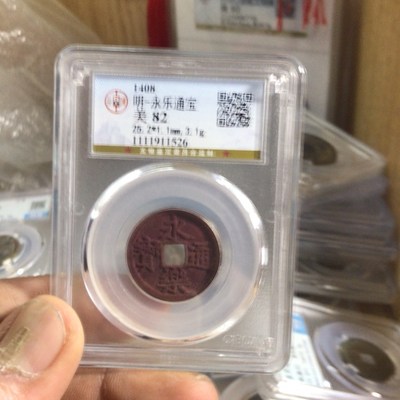 1408
明·永乐通宝
美 82
25.2*1.1mm,3.1g
1111911526
永
樂
通
寶